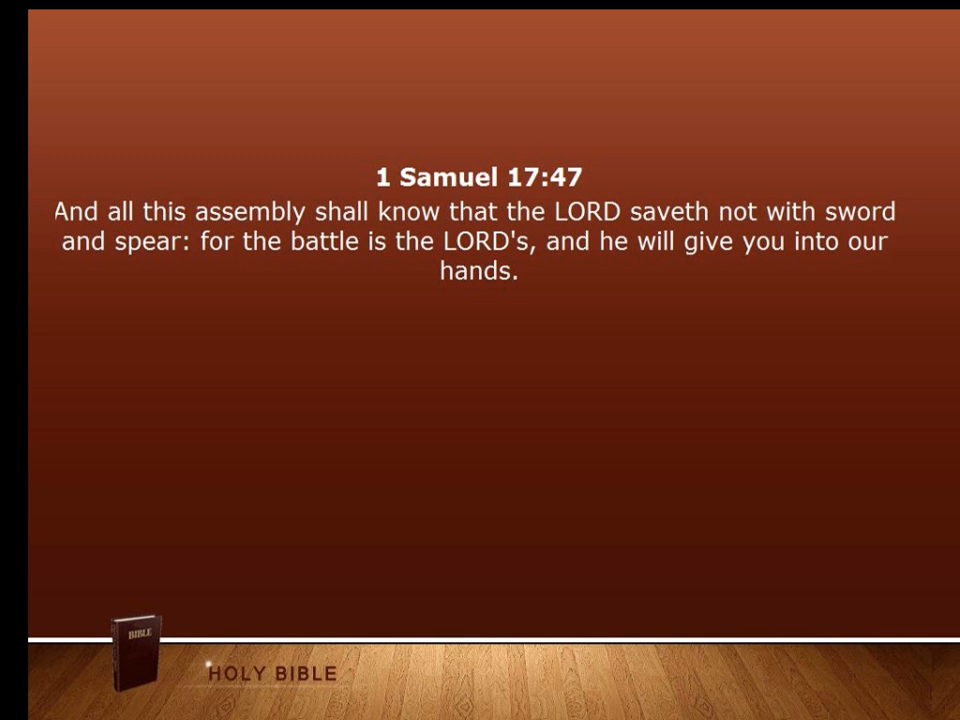 1 Samuel 17:47
And all this assembly shall know that the LORD saveth not with sword
and spear: for the battle is the LORD's, and he will give you into our
hands.
BIBLE
HOLY BIBLE